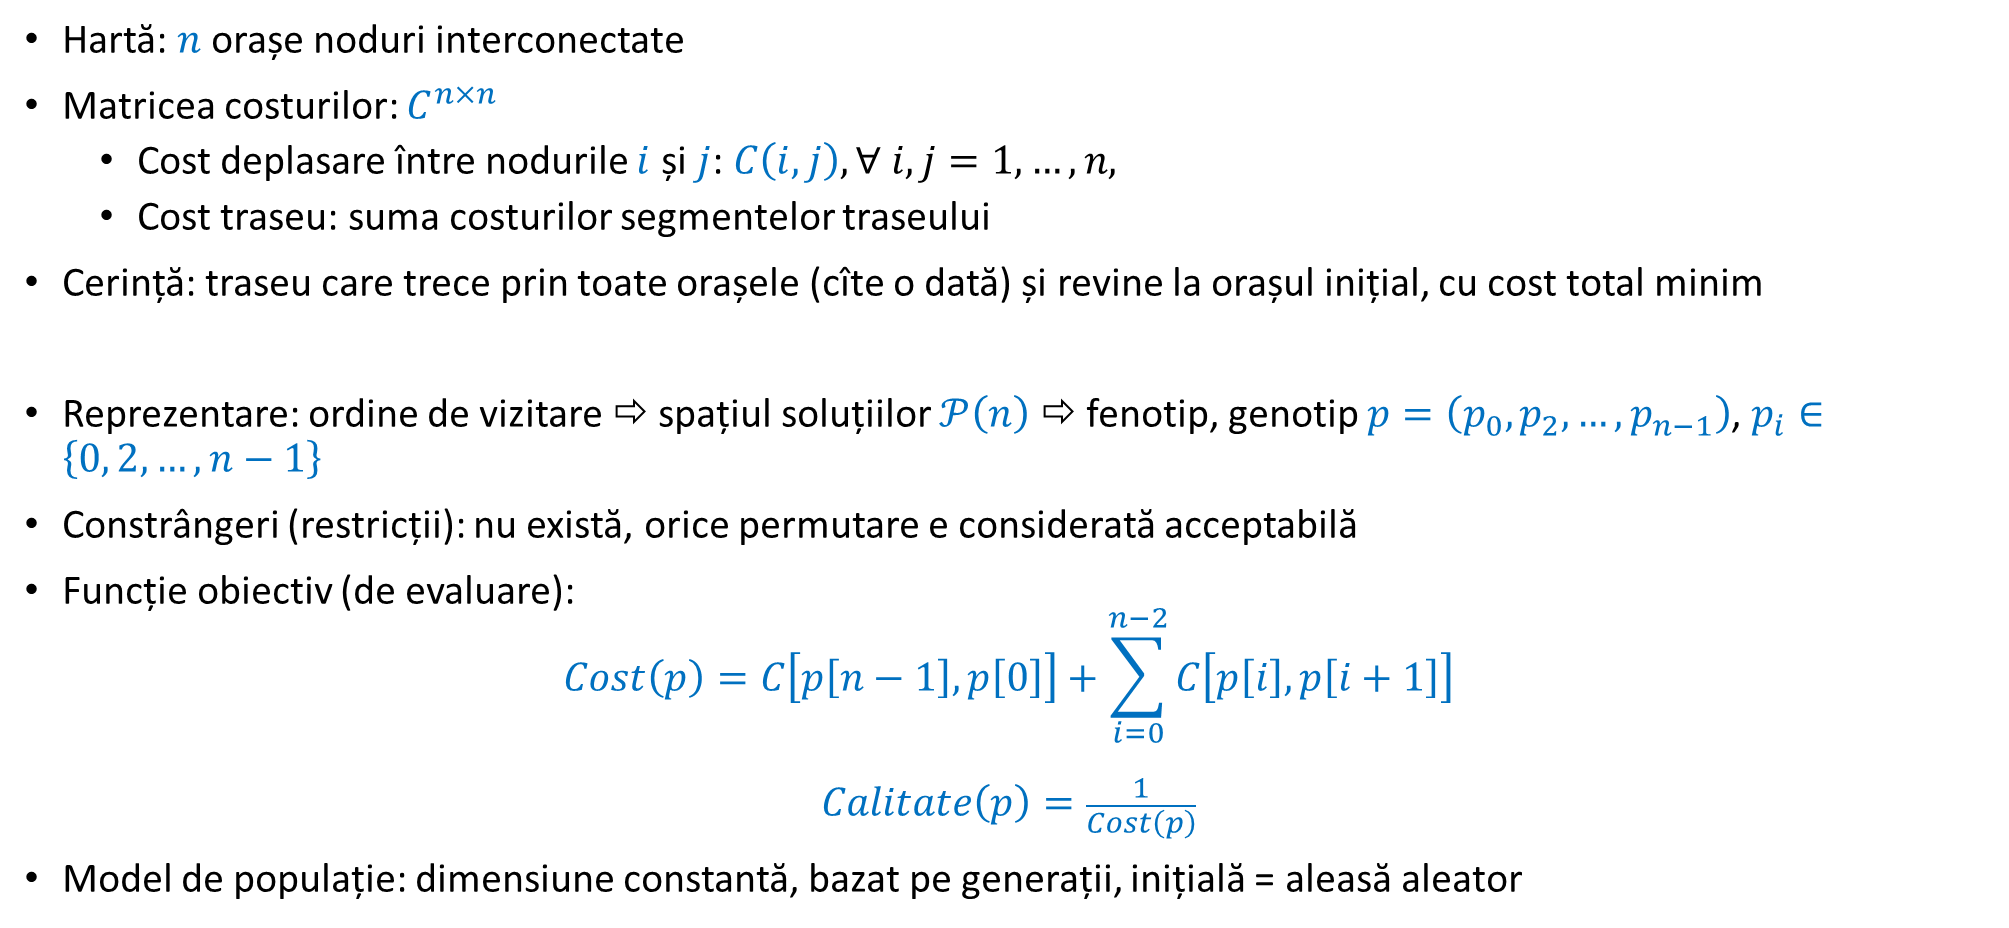 • Hartă: n orașe noduri interconectate
• Matricea costurilor: C^{n×n}
• Cost deplasare între nodurile i și j: C(i,j), ∀ i,j = 1, … , n,
• Cost traseu: suma costurilor segmentelor traseului
• Cerință: traseu care trece prin toate orașele (cîte o dată) și revine la orașul inițial, cu cost total minim
• Reprezentare: ordine de vizitare ⇨ spațiul soluțiilor 𝒫(n) ⇨ fenotip, genotip p = (p_0, p_2, … , p_{n−1}), p_i ∈
{0, 2, … , n − 1}
• Constrângeri (restricții): nu există, orice permutare e considerată acceptabilă
• Funcție obiectiv (de evaluare):
Cost(p) = C[p[n − 1], p[0]] + ∑_{i=0}^{n−2} C[p[i], p[i + 1]]
Calitate(p) = 1/Cost(p)
• Model de populație: dimensiune constantă, bazat pe generații, inițială = aleasă aleator